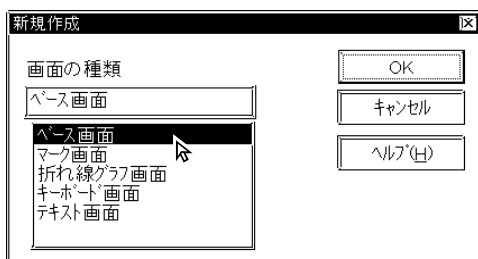 新規作成
画面の種類
ﾍﾞｰｽ画面
ﾍﾞｰｽ画面
ﾏｰｸ画面
折れ線ｸﾞﾗﾌ画面
ｷｰﾎﾞｰﾄﾞ画面
ﾃｷｽﾄ画面
OK
ｷｬﾝｾﾙ
ﾍﾙﾌﾟ(H)